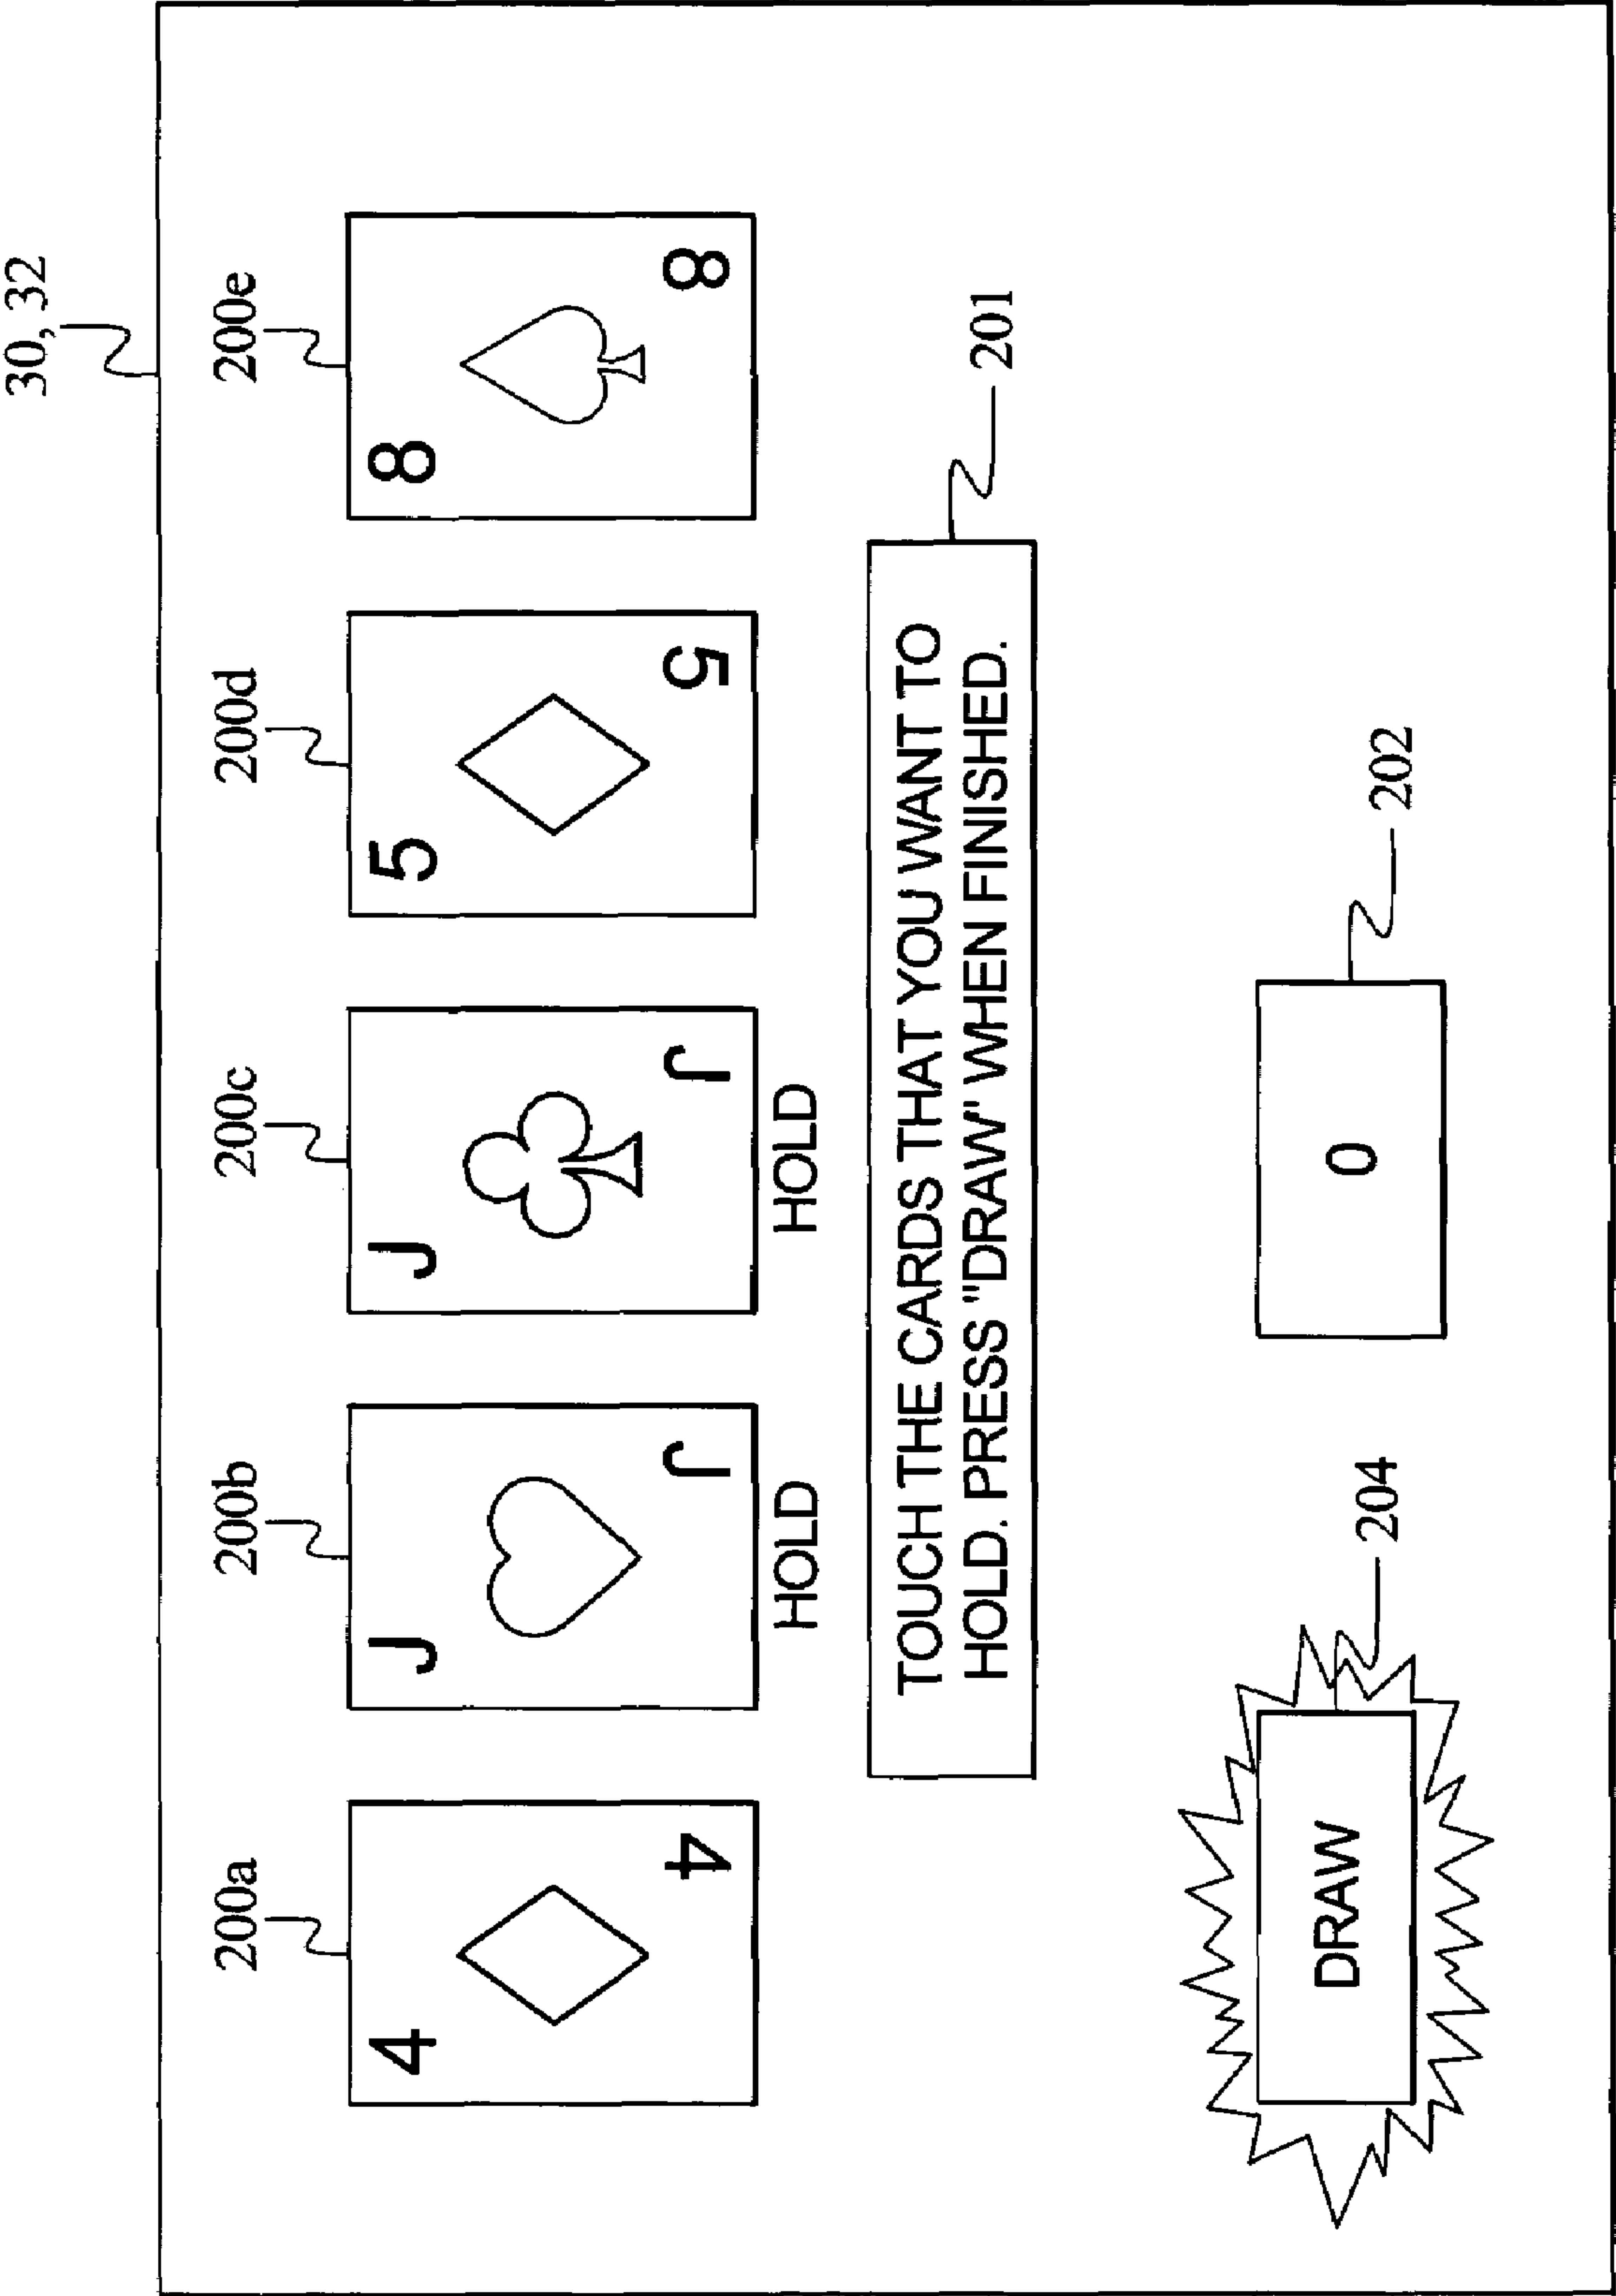 30, 32
200a
200b
200c
200d
200e
4
J
J
5
8
4
J
J
5
8
HOLD
HOLD
TOUCH THE CARDS THAT YOU WANT TO
HOLD. PRESS "DRAW" WHEN FINISHED.
201
204
202
DRAW
0